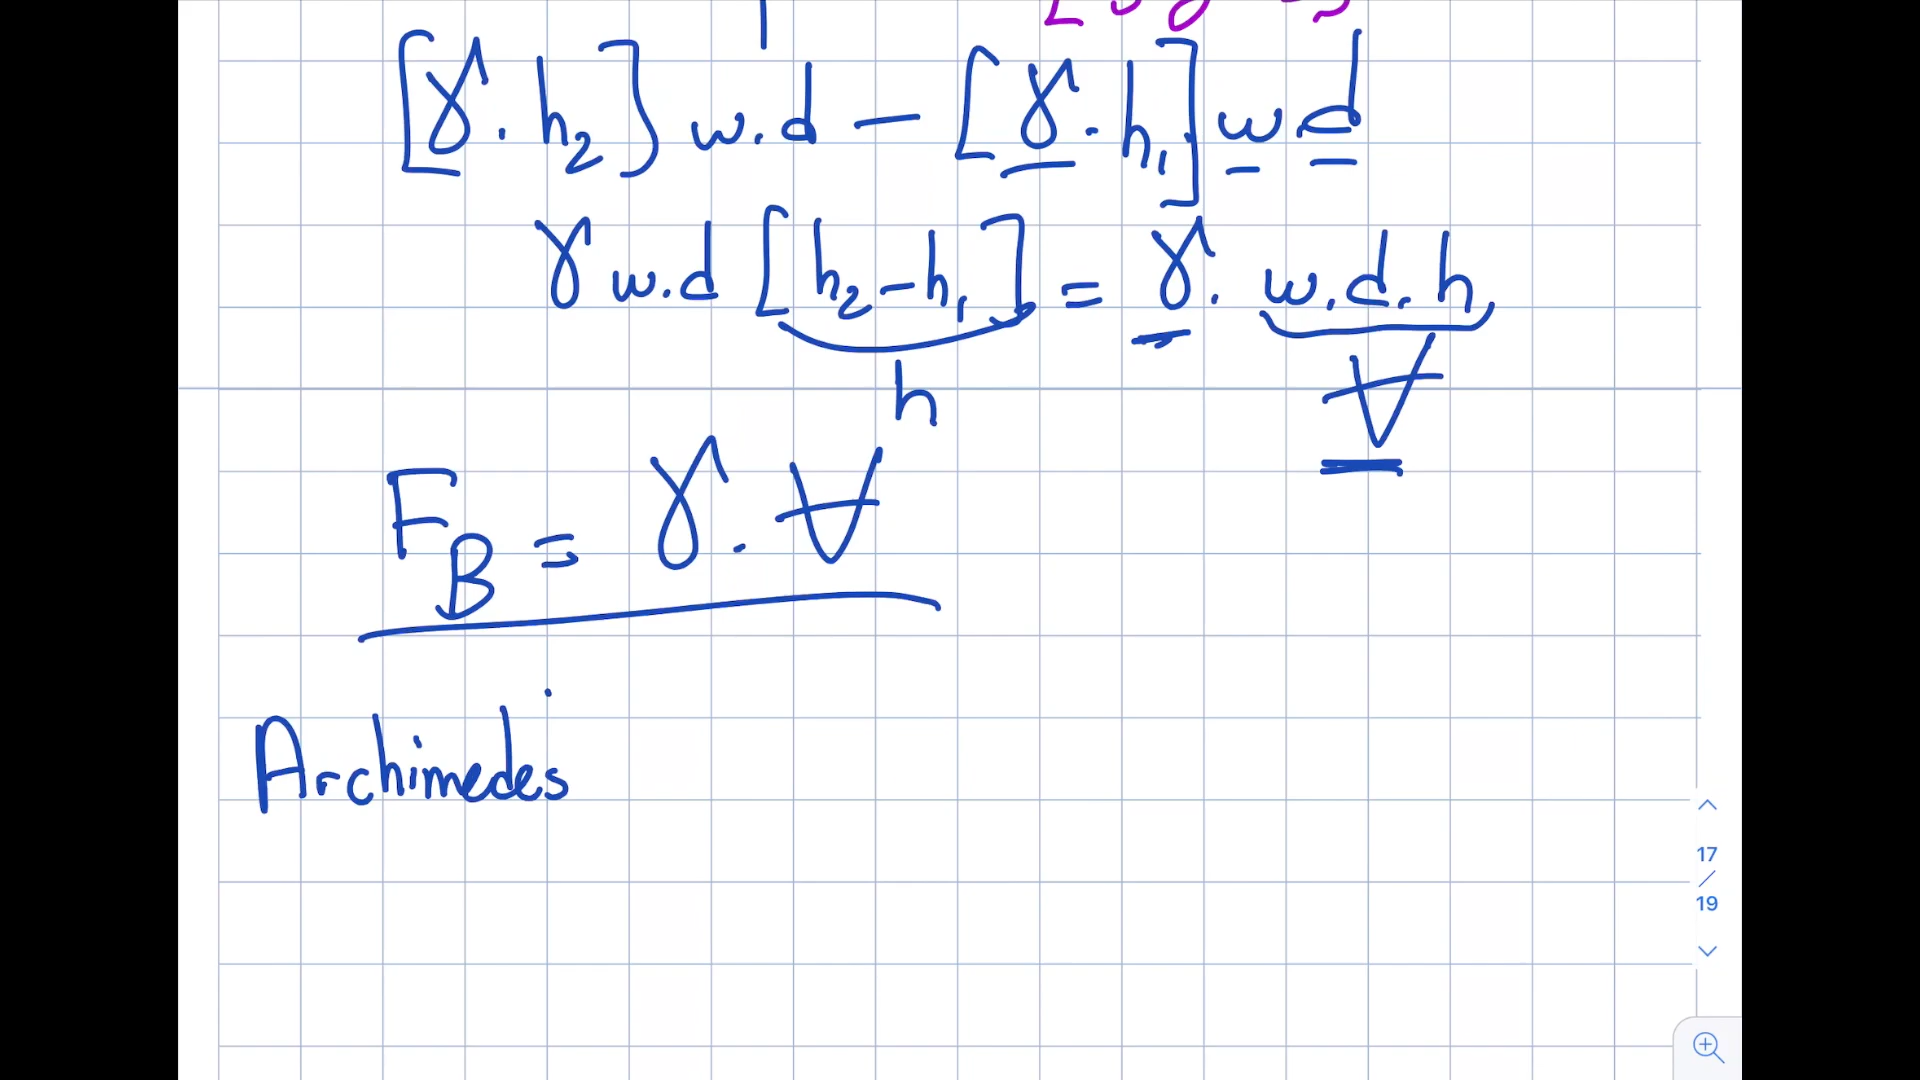 [γ.h₂] w.d - [γ.h₁] w d
γ w.d [h₂-h₁] = γ. w.d.h
h
V
F_B = γ.V
Archimedes
17
/
19